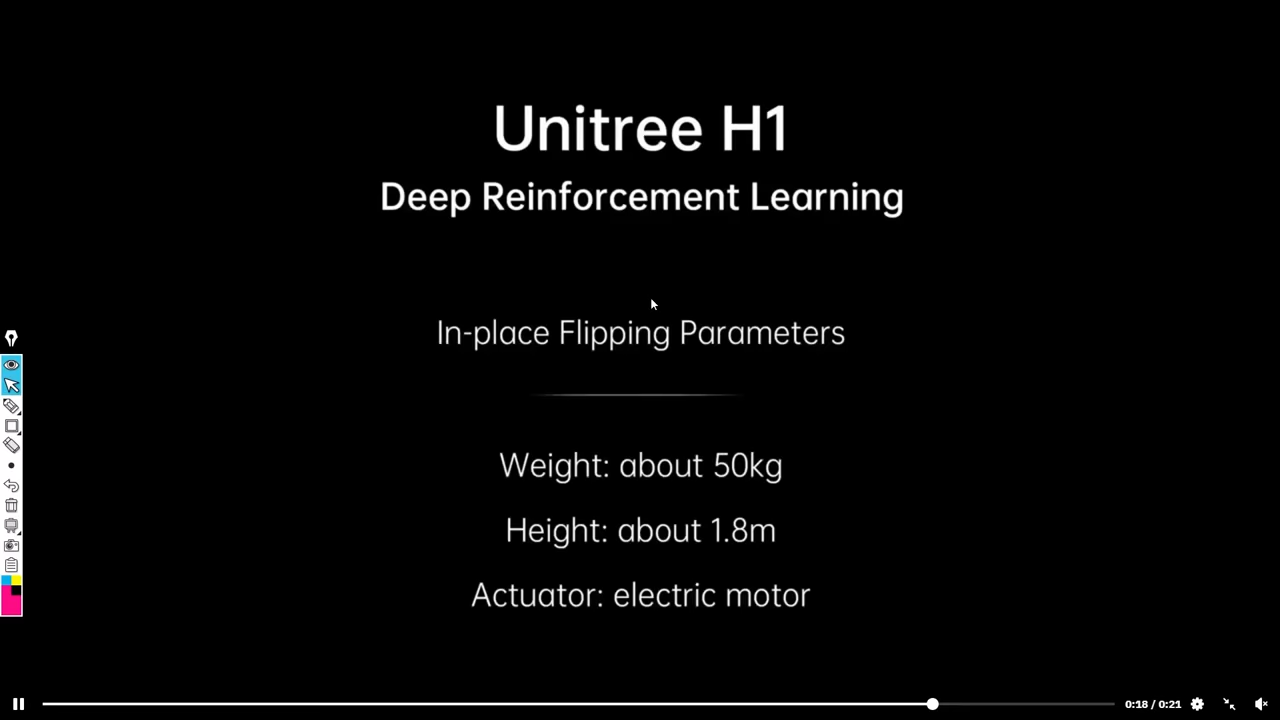 Unitree H1
Deep Reinforcement Learning
In-place Flipping Parameters
Weight: about 50kg
Height: about 1.8m
Actuator: electric motor
0:18 / 0:21